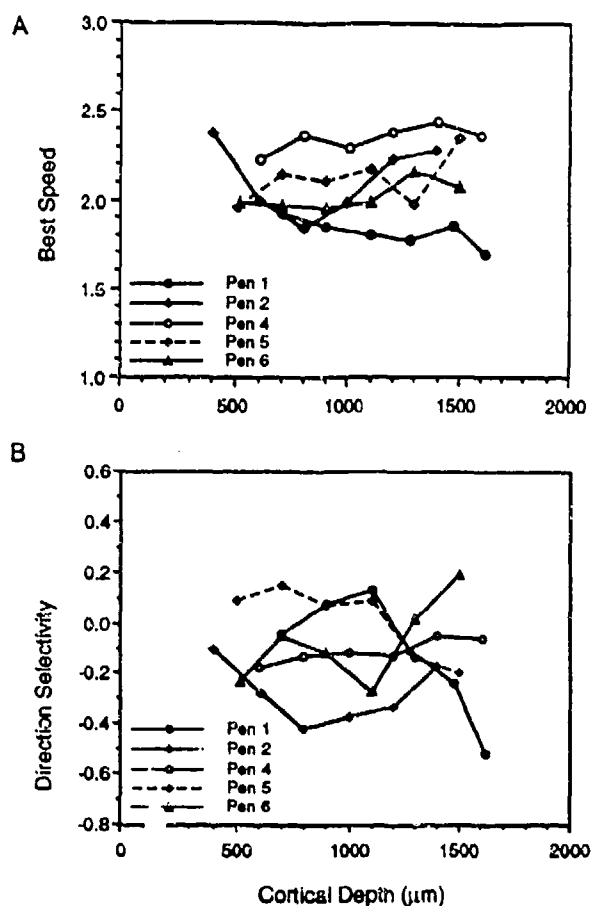 A
3.0
2.5
2.0
1.5
1.0
Best Speed
Pen 1
Pen 2
Pen 4
Pen 5
Pen 6
0 500 1000 1500 2000
B
0.6
0.4
0.2
0.0
-0.2
-0.4
-0.6
-0.8
Direction Selectivity
Pen 1
Pen 2
Pen 4
Pen 5
Pen 6
0 500 1000 1500 2000
Cortical Depth (μm)